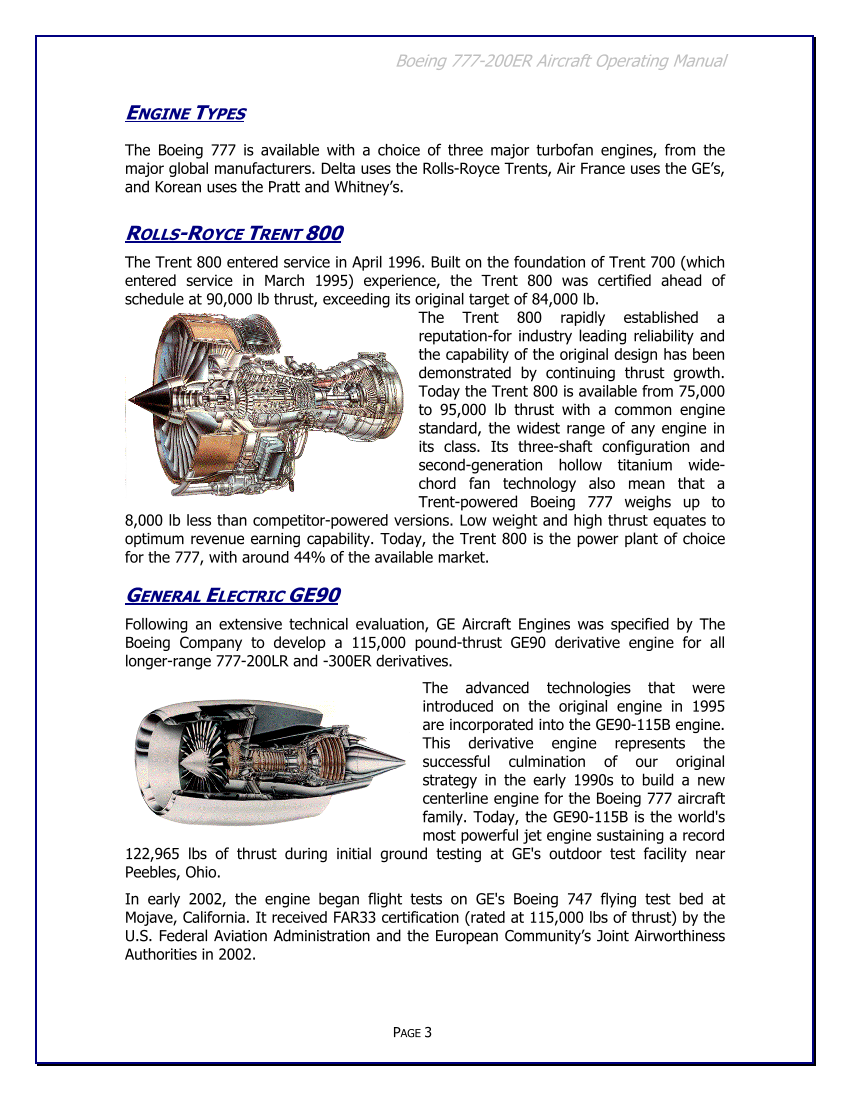 Boeing 777-200ER Aircraft Operating Manual
ENGINE TYPES
The Boeing 777 is available with a choice of three major turbofan engines, from the
major global manufacturers. Delta uses the Rolls-Royce Trents, Air France uses the GE's,
and Korean uses the Pratt and Whitney's.
ROLLS-ROYCE TRENT 800
The Trent 800 entered service in April 1996. Built on the foundation of Trent 700 (which
entered service in March 1995) experience, the Trent 800 was certified ahead of
schedule at 90,000 lb thrust, exceeding its original target of 84,000 lb.
The Trent 800 rapidly established a
reputation-for industry leading reliability and
the capability of the original design has been
demonstrated by continuing thrust growth.
Today the Trent 800 is available from 75,000
to 95,000 lb thrust with a common engine
standard, the widest range of any engine in
its class. Its three-shaft configuration and
second-generation hollow titanium wide-
chord fan technology also mean that a
Trent-powered Boeing 777 weighs up to
8,000 lb less than competitor-powered versions. Low weight and high thrust equates to
optimum revenue earning capability. Today, the Trent 800 is the power plant of choice
for the 777, with around 44% of the available market.
GENERAL ELECTRIC GE90
Following an extensive technical evaluation, GE Aircraft Engines was specified by The
Boeing Company to develop a 115,000 pound-thrust GE90 derivative engine for all
longer-range 777-200LR and -300ER derivatives.
The advanced technologies that were
introduced on the original engine in 1995
are incorporated into the GE90-115B engine.
This derivative engine represents the
successful culmination of our original
strategy in the early 1990s to build a new
centerline engine for the Boeing 777 aircraft
family. Today, the GE90-115B is the world's
most powerful jet engine sustaining a record
122,965 lbs of thrust during initial ground testing at GE's outdoor test facility near
Peebles, Ohio.
In early 2002, the engine began flight tests on GE's Boeing 747 flying test bed at
Mojave, California. It received FAR33 certification (rated at 115,000 lbs of thrust) by the
U.S. Federal Aviation Administration and the European Community's Joint Airworthiness
Authorities in 2002.
PAGE 3